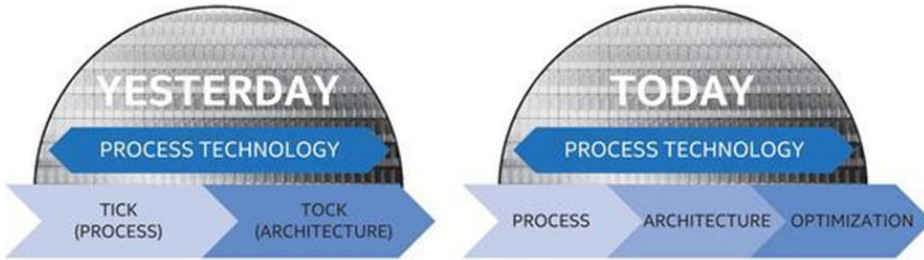 YESTERDAY
PROCESS TECHNOLOGY
TICK
(PROCESS)
TOCK
(ARCHITECTURE)
TODAY
PROCESS TECHNOLOGY
PROCESS
ARCHITECTURE
OPTIMIZATION